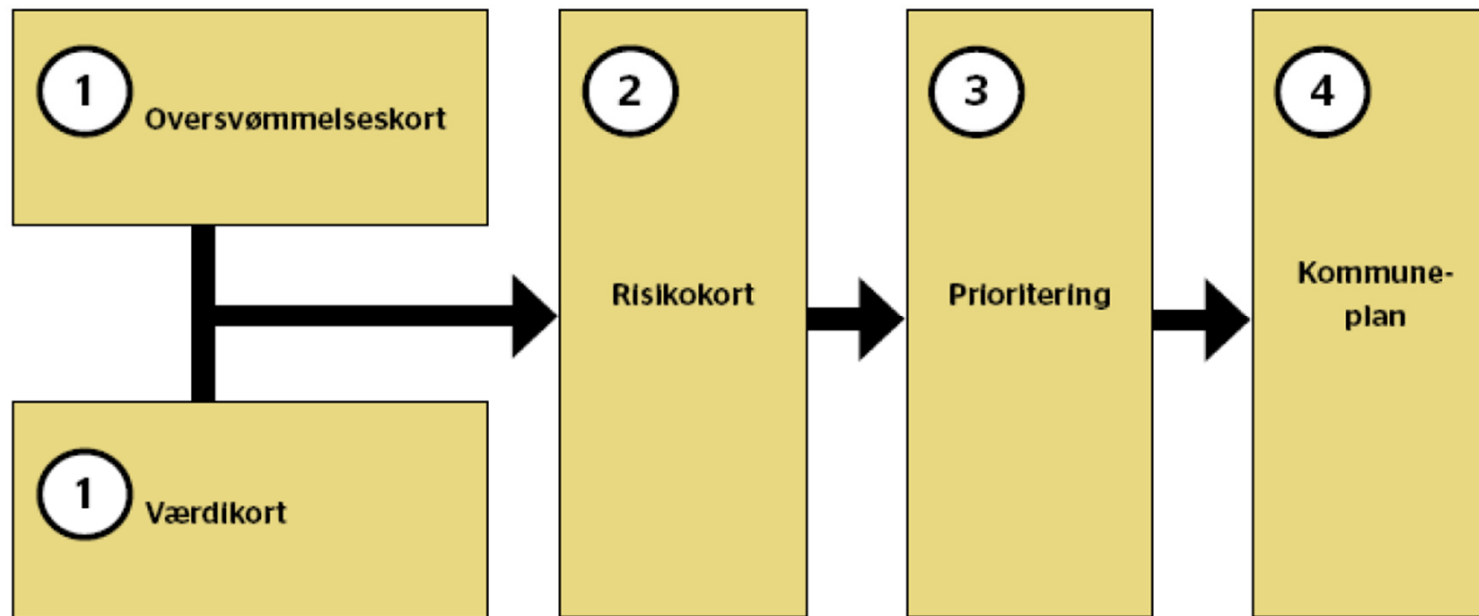 1
Oversvømmelseskort
1
Værdikort
2
Risikokort
3
Prioritering
4
Kommune-
plan